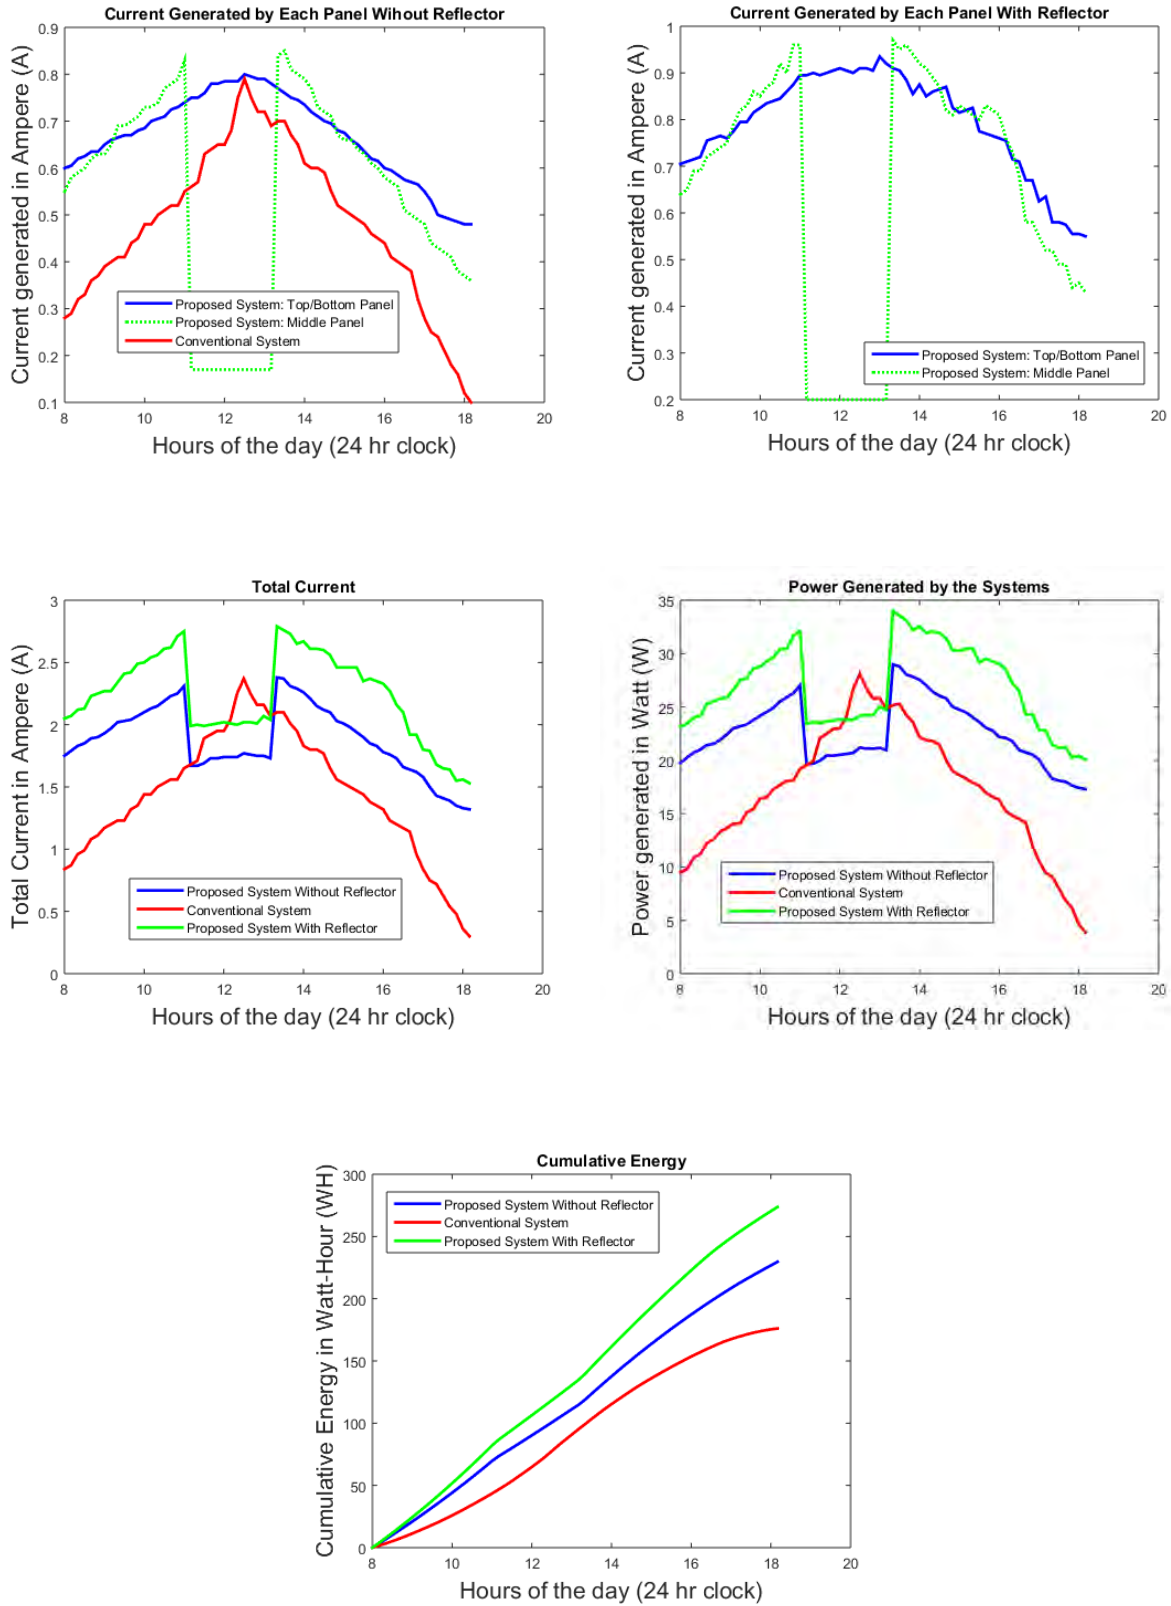 Current Generated by Each Panel Wihout Reflector
Current generated in Ampere (A)
0.9
0.8
0.7
0.6
0.5
0.4
0.3
0.2
0.1
Proposed System: Top/Bottom Panel
Proposed System: Middle Panel
Conventional System
8 10 12 14 16 18 20
Hours of the day (24 hr clock)
Current Generated by Each Panel With Reflector
Current generated in Ampere (A)
1
0.9
0.8
0.7
0.6
0.5
0.4
0.3
0.2
Proposed System: Top/Bottom Panel
Proposed System: Middle Panel
8 10 12 14 16 18 20
Hours of the day (24 hr clock)
Total Current
Total Current in Ampere (A)
3
2.5
2
1.5
1
0.5
0
Proposed System Without Reflector
Conventional System
Proposed System With Reflector
8 10 12 14 16 18 20
Hours of the day (24 hr clock)
Power Generated by the Systems
Power generated in Watt (W)
35
30
25
20
15
10
5
0
Proposed System Without Reflector
Conventional System
Proposed System With Reflector
8 10 12 14 16 18 20
Hours of the day (24 hr clock)
Cumulative Energy
Cumulative Energy in Watt-Hour (WH)
300
250
200
150
100
50
0
Proposed System Without Reflector
Conventional System
Proposed System With Reflector
8 10 12 14 16 18 20
Hours of the day (24 hr clock)